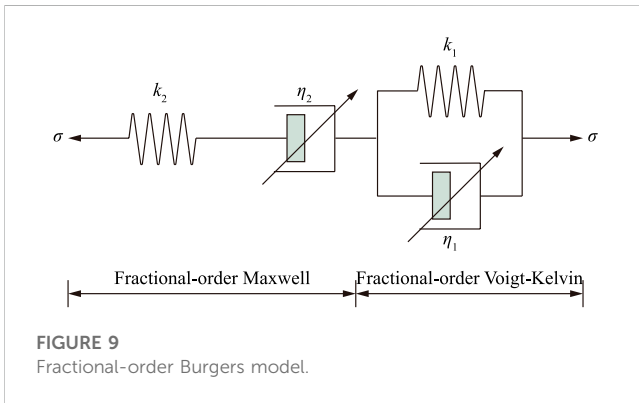 k₁
k₂
η₂
σ
σ
η₁
Fractional-order Maxwell
Fractional-order Voigt-Kelvin
FIGURE 9
Fractional-order Burgers model.